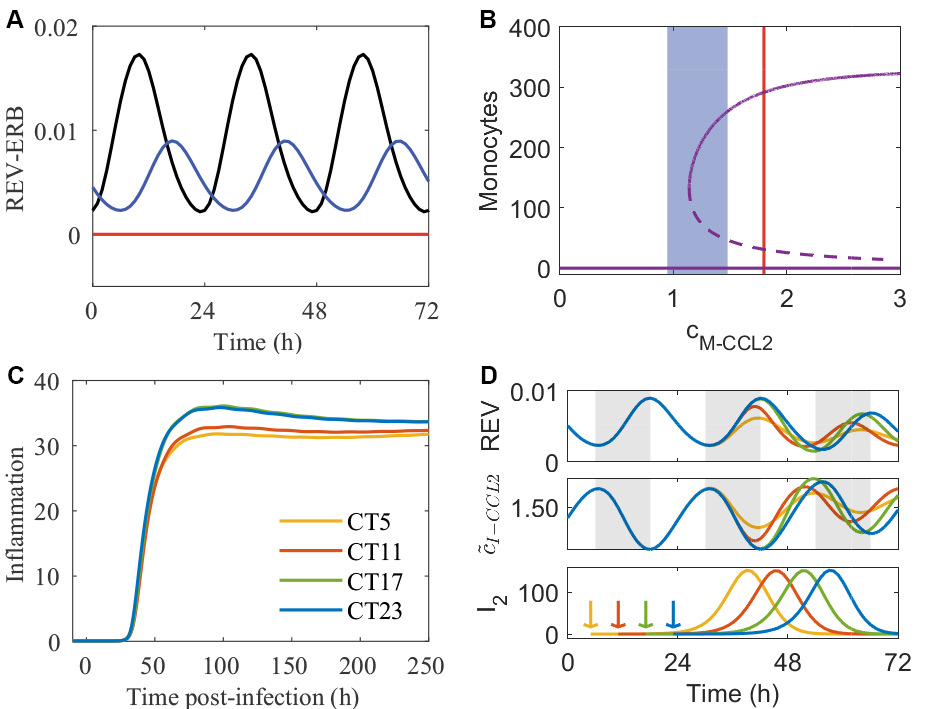 A
0.02
0.01
0
REV-ERB
0 24 48 72
Time (h)
B
400
300
200
100
0
Monocytes
0 1 2 3
c_M-CCL2
C
40
30
20
10
0
Inflammation
CT5
CT11
CT17
CT23
0 50 100 150 200 250
Time post-infection (h)
D
0.01
0
REV
1.50
c̃_I−CCL2
100
0
I_2
0 24 48 72
Time (h)